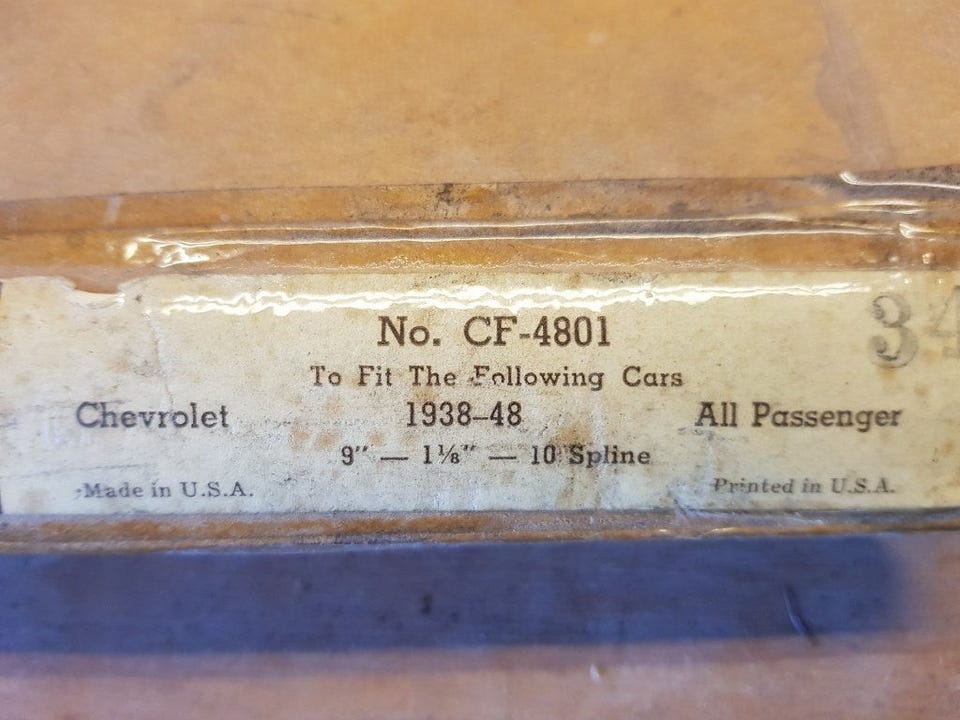 No. CF-4801
34
To Fit The Following Cars
Chevrolet 1938-48 All Passenger
9" — 1⅛" — 10 Spline
Made in U.S.A. Printed in U.S.A.